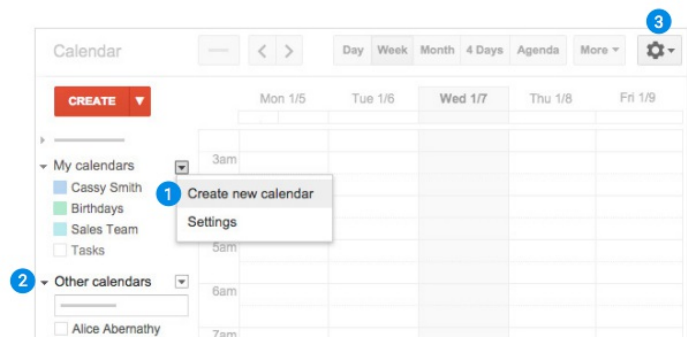 3
Calendar
Day Week Month 4 Days Agenda More
CREATE
Mon 1/5 Tue 1/6 Wed 1/7 Thu 1/8 Fri 1/9
My calendars
3am
Cassy Smith
1 Create new calendar
Birthdays
Settings
Sales Team
Tasks
5am
2 Other calendars
6am
Alice Abernathy
7am